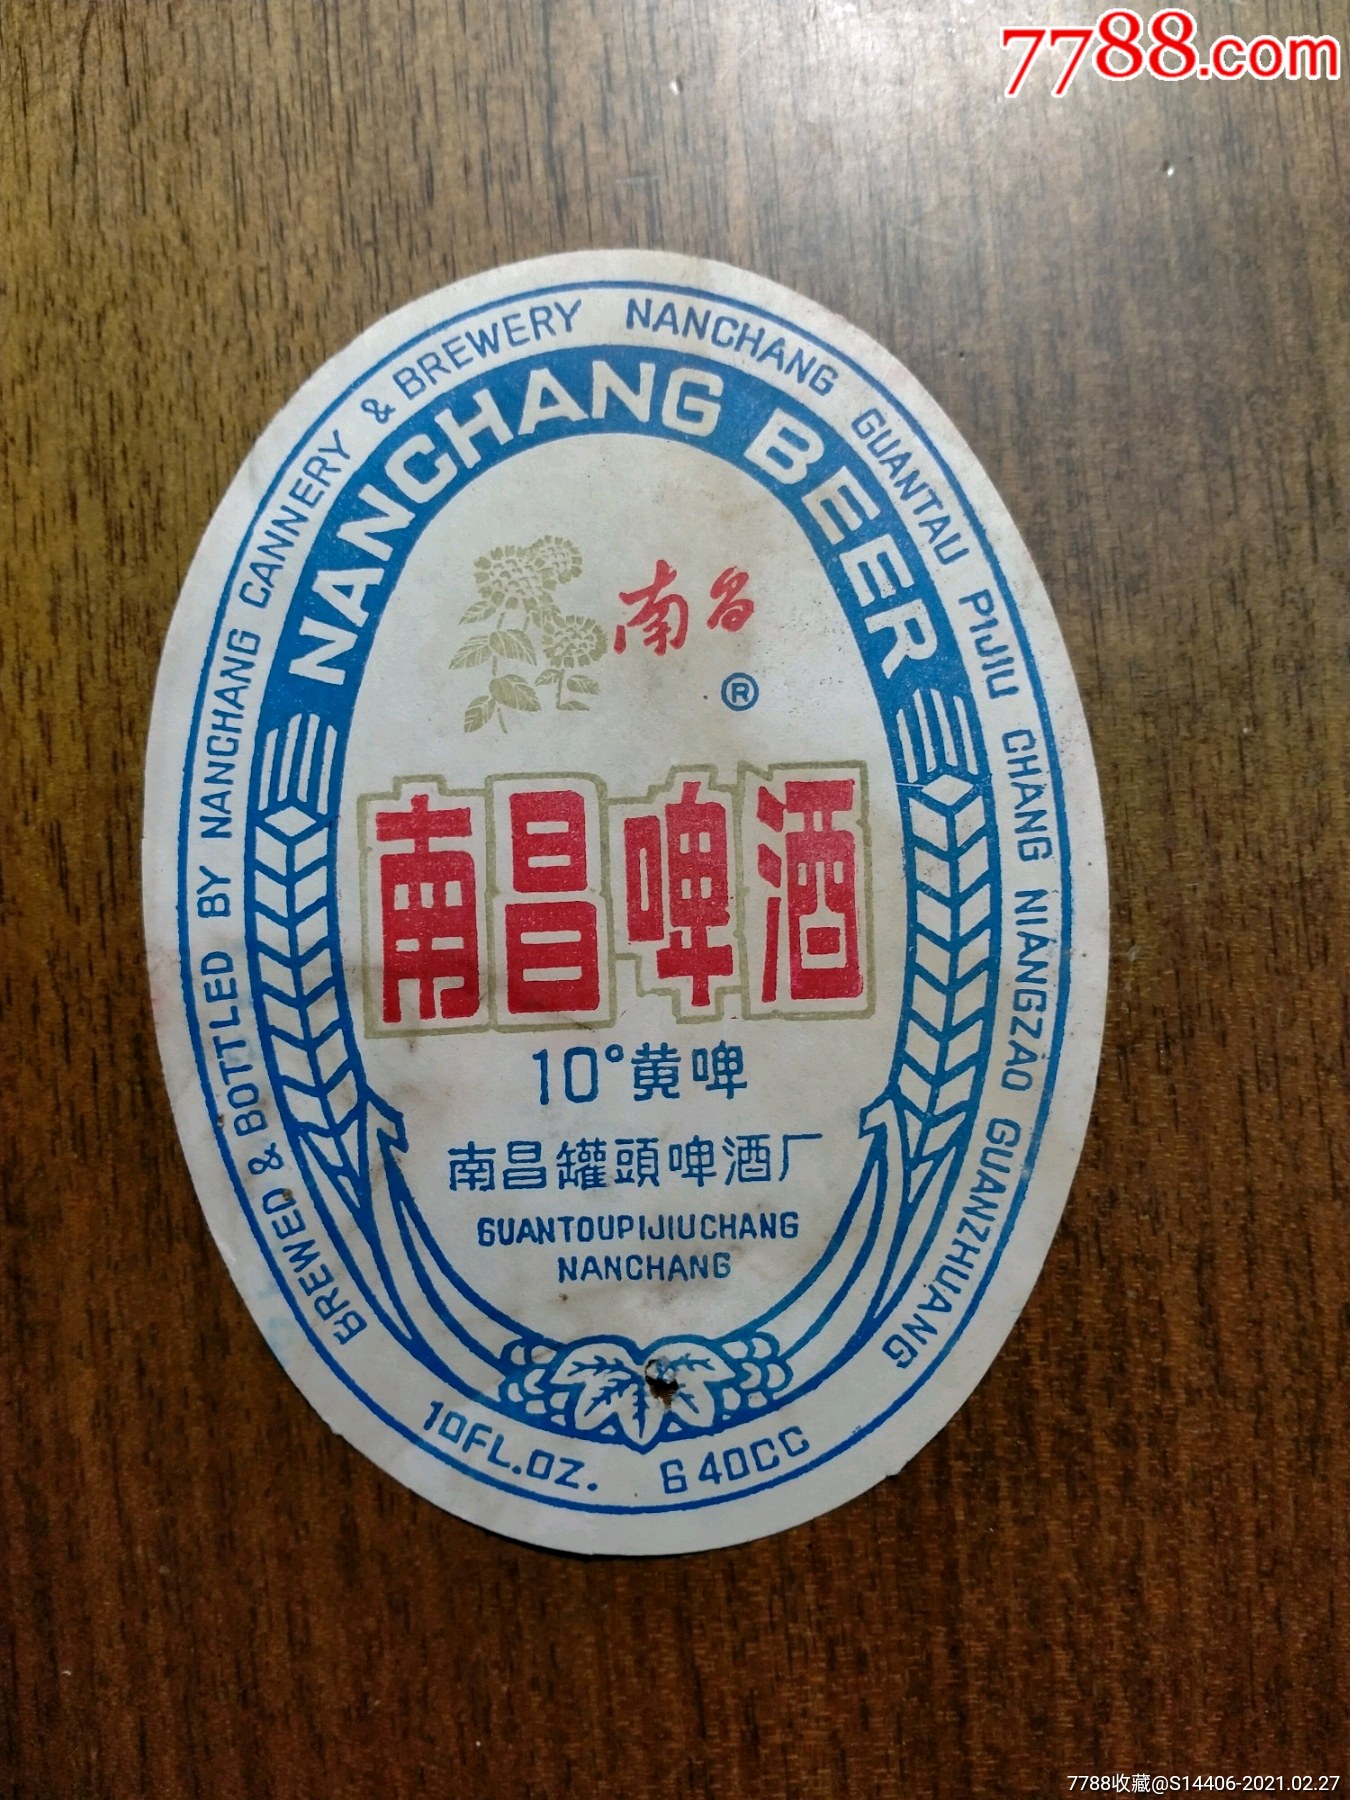 7788.com
BREWED & BOTTLED BY NANCHANG CANNERY & BREWERY NANCHANG GUANTAU PIJIU CHANG NIANGZAO GUANZHUANG
NANCHANG BEER
南昌
®
南昌啤酒
10°黄啤
南昌罐頭啤酒厂
GUANTOUPIJIUCHANG
NANCHANG
10FL.OZ. 640CC
7788收藏@S14406-2021.02.27